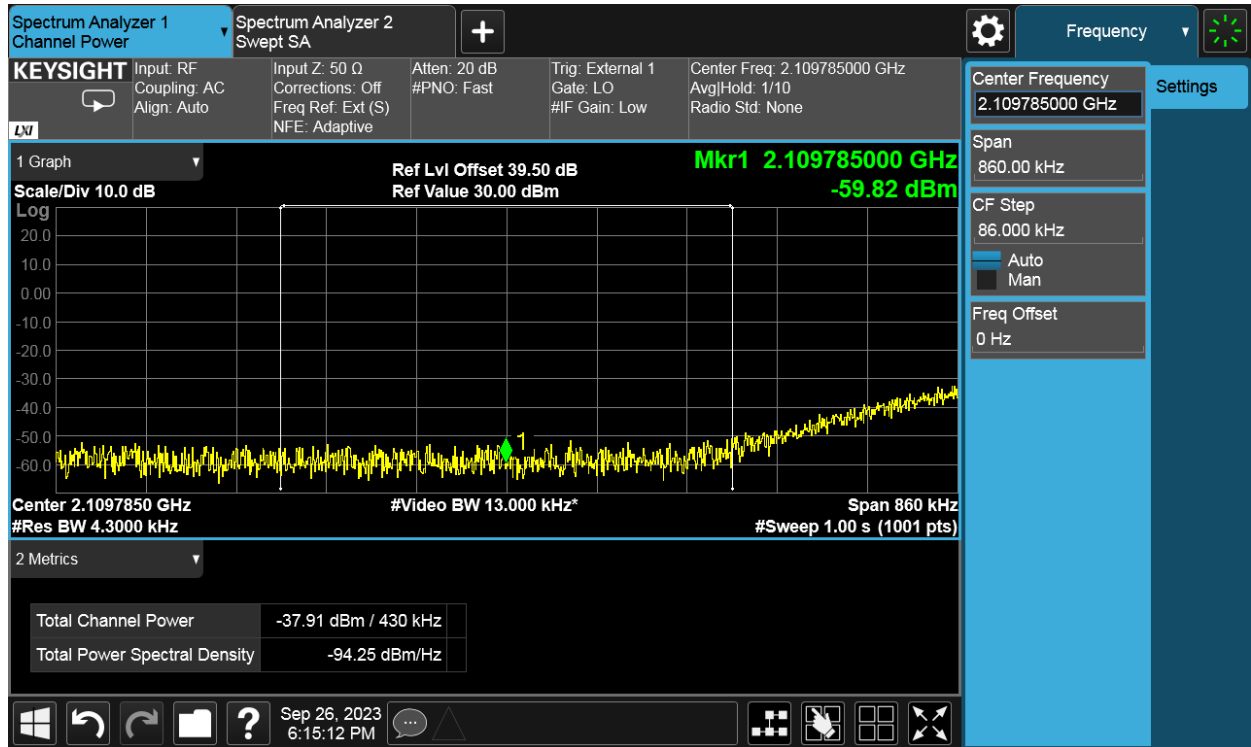 Spectrum Analyzer 1
Channel Power
Spectrum Analyzer 2
Swept SA
Frequency
KEYSIGHT
LXI
Input: RF
Coupling: AC
Align: Auto
Input Z: 50 Ω
Corrections: Off
Freq Ref: Ext (S)
NFE: Adaptive
Atten: 20 dB
#PNO: Fast
Trig: External 1
Gate: LO
#IF Gain: Low
Center Freq: 2.109785000 GHz
Avg|Hold: 1/10
Radio Std: None
Center Frequency
2.109785000 GHz
Settings
Span
860.00 kHz
CF Step
86.000 kHz
Auto
Man
Freq Offset
0 Hz
1 Graph
Scale/Div 10.0 dB
Ref Lvl Offset 39.50 dB
Ref Value 30.00 dBm
Mkr1 2.109785000 GHz
-59.82 dBm
Log
20.0
10.0
0.00
-10.0
-20.0
-30.0
-40.0
-50.0
-60.0
1
Center 2.1097850 GHz
#Res BW 4.3000 kHz
#Video BW 13.000 kHz*
Span 860 kHz
#Sweep 1.00 s (1001 pts)
2 Metrics
Total Channel Power -37.91 dBm / 430 kHz
Total Power Spectral Density -94.25 dBm/Hz
?
Sep 26, 2023
6:15:12 PM